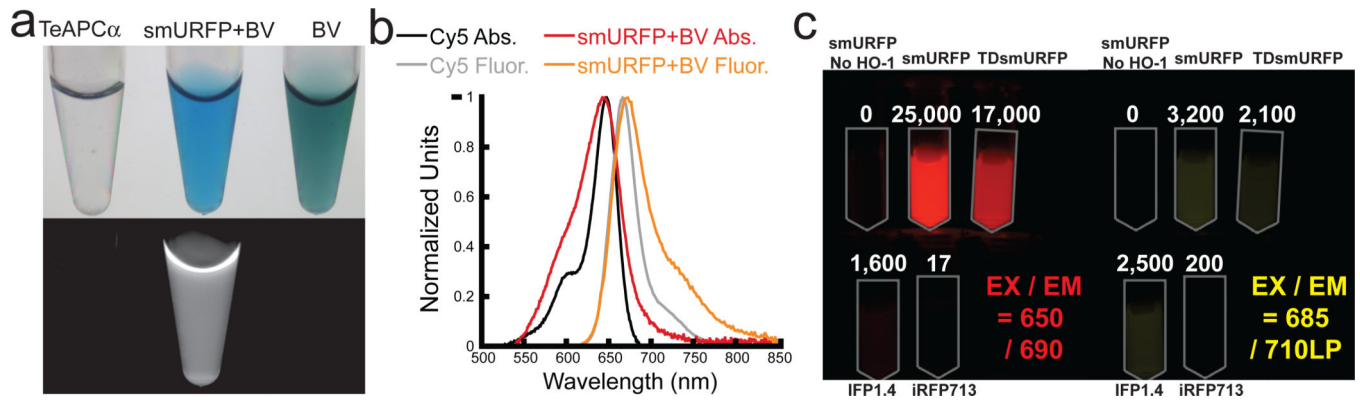 a
TeAPCα smURFP+BV BV
b
Cy5 Abs. smURFP+BV Abs.
Cy5 Fluor. smURFP+BV Fluor.
Normalized Units
1
0.8
0.6
0.4
0.2
0
500 550 600 650 700 750 800 850
Wavelength (nm)
c
smURFP
No HO-1 smURFP TDsmURFP
0 25,000 17,000
1,600 17
EX / EM
= 650
/ 690
IFP1.4 iRFP713
smURFP
No HO-1 smURFP TDsmURFP
0 3,200 2,100
2,500 200
EX / EM
= 685
/ 710LP
IFP1.4 iRFP713